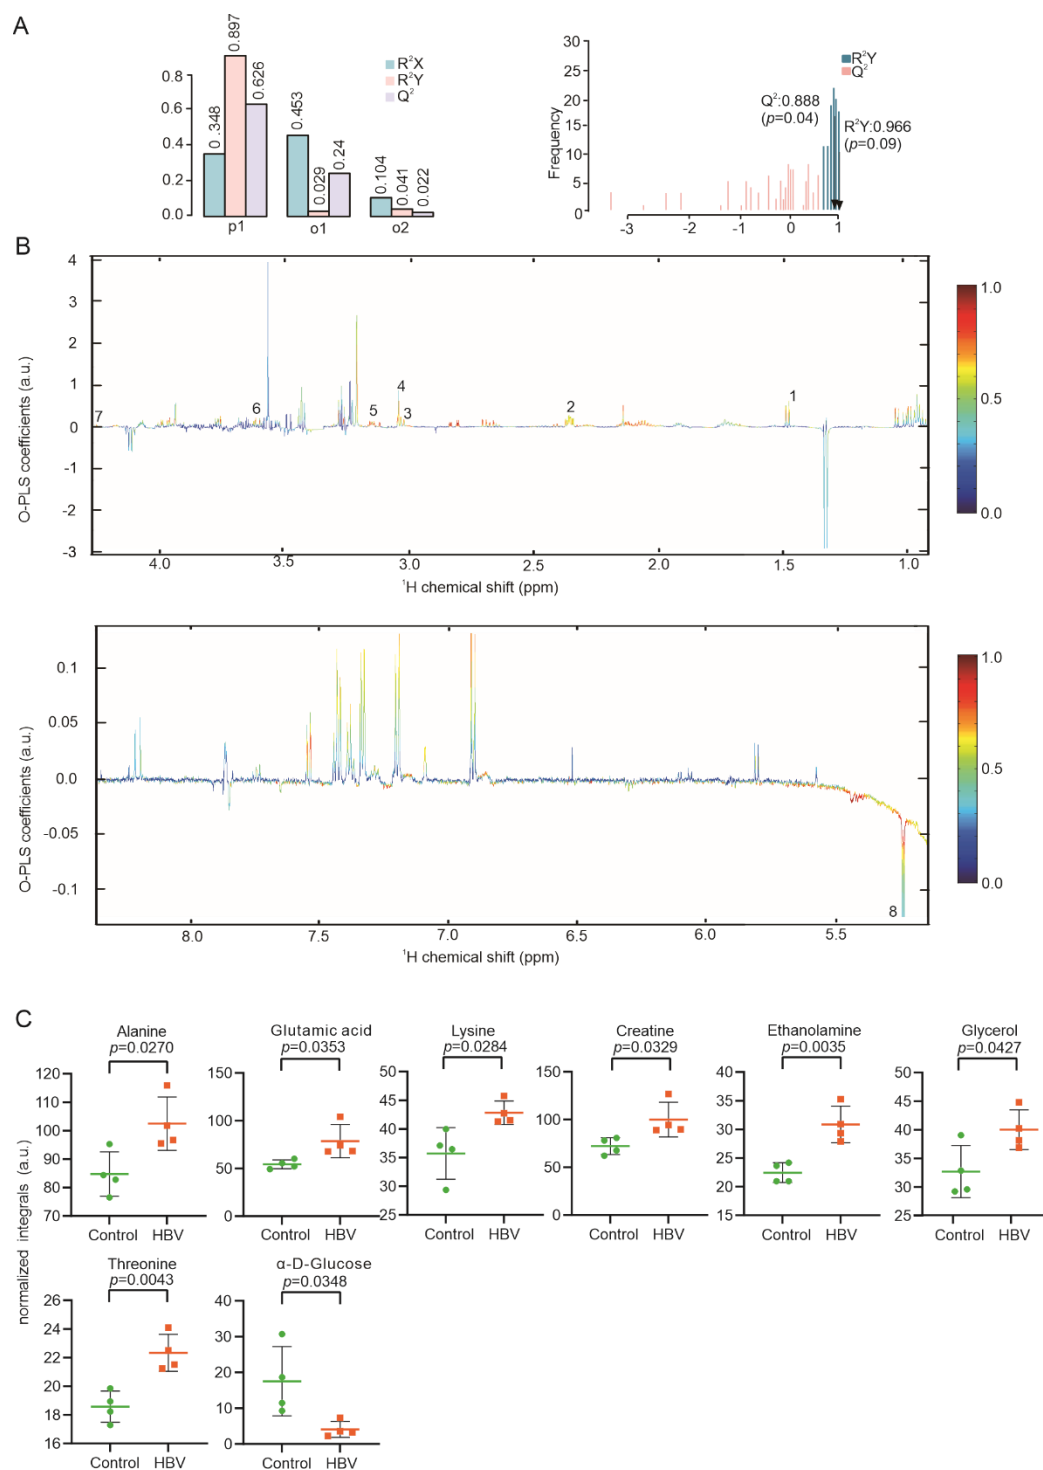 A
0.8
0.6
0.4
0.2
0.0
0.348
0.897
0.626
0.453
0.029
0.24
0.104
0.041
0.022
R²X
R²Y
Q²
p1
o1
o2
Frequency
30
25
20
15
10
5
0
R²Y
Q²
Q²:0.888
(p=0.04)
R²Y:0.966
(p=0.09)
-3
-2
-1
0
1
B
O-PLS coefficients (a.u.)
4
3
2
1
0
-1
-2
-3
7
6
5
4
3
2
1
1.0
0.5
0.0
4.0
3.5
3.0
2.5
2.0
1.5
1.0
¹H chemical shift (ppm)
O-PLS coefficients (a.u.)
0.1
0.05
0.0
-0.05
-0.1
8
1.0
0.5
0.0
8.0
7.5
7.0
6.5
6.0
5.5
¹H chemical shift (ppm)
C
normalized integrals (a.u.)
Alanine
p=0.0270
120
110
100
90
80
70
Control HBV
Glutamic acid
p=0.0353
150
100
50
0
Control HBV
Lysine
p=0.0284
50
45
40
35
30
25
Control HBV
Creatine
p=0.0329
150
100
50
0
Control HBV
Ethanolamine
p=0.0035
40
35
30
25
20
15
Control HBV
Glycerol
p=0.0427
50
45
40
35
30
25
Control HBV
Threonine
p=0.0043
26
24
22
20
18
16
Control HBV
α-D-Glucose
p=0.0348
40
30
20
10
0
Control HBV